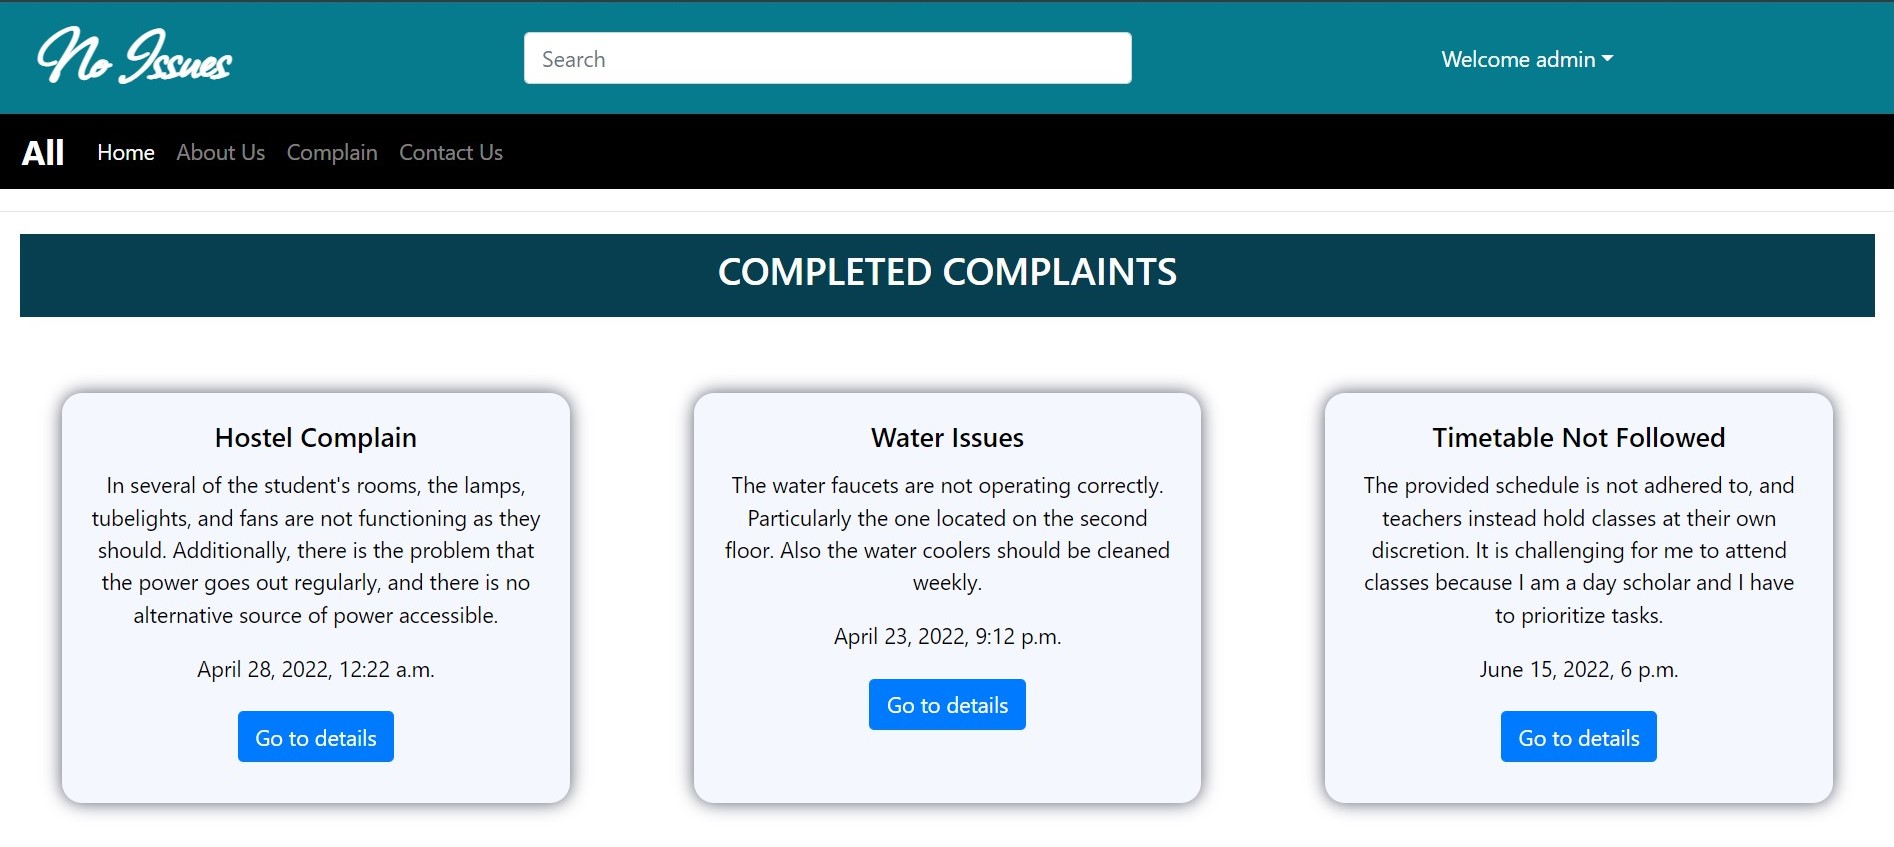 No Issues
Search
Welcome admin
All Home About Us Complain Contact Us
COMPLETED COMPLAINTS
Hostel Complain
In several of the student's rooms, the lamps,
tubelights, and fans are not functioning as they
should. Additionally, there is the problem that
the power goes out regularly, and there is no
alternative source of power accessible.
April 28, 2022, 12:22 a.m.
Go to details
Water Issues
The water faucets are not operating correctly.
Particularly the one located on the second
floor. Also the water coolers should be cleaned
weekly.
April 23, 2022, 9:12 p.m.
Go to details
Timetable Not Followed
The provided schedule is not adhered to, and
teachers instead hold classes at their own
discretion. It is challenging for me to attend
classes because I am a day scholar and I have
to prioritize tasks.
June 15, 2022, 6 p.m.
Go to details